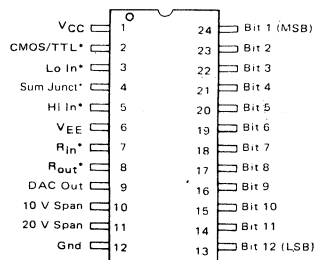 VCC 1 24 Bit 1 (MSB)
CMOS/TTL* 2 23 Bit 2
Lo In* 3 22 Bit 3
Sum Junct* 4 21 Bit 4
Hi In* 5 20 Bit 5
VEE 6 19 Bit 6
Rin* 7 18 Bit 7
Rout* 8 17 Bit 8
DAC Out 9 16 Bit 9
10 V Span 10 15 Bit 10
20 V Span 11 14 Bit 11
Gnd 12 13 Bit 12 (LSB)